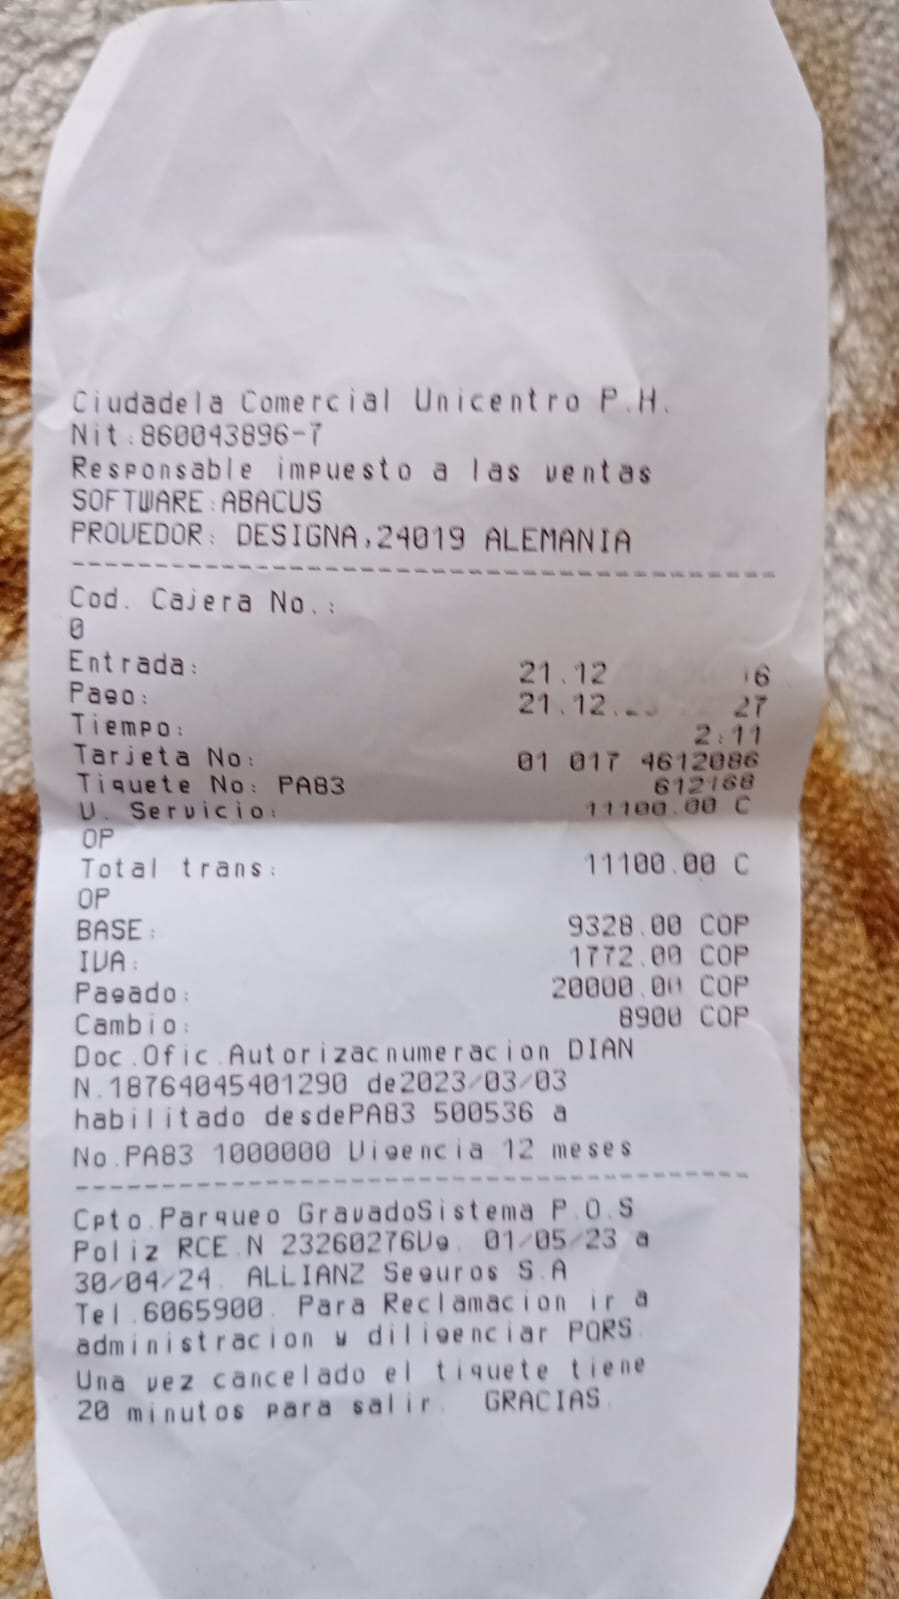 Ciudadela Comercial Unicentro P.H.
Nit:860043896-7
Responsable impuesto a las ventas
SOFTWARE:ABACUS
PROVEDOR: DESIGNA,24019 ALEMANIA
Cod. Cajera No.:
0
Entrada: 21.12
Pago: 21.12.
Tiempo: 2:11
Tarjeta No: 01 017 4612086
Tiquete No: PA83 612168
V. Servicio: 11100.00 C
OP
Total trans: 11100.00 C
OP
BASE: 9328.00 COP
IVA: 1772.00 COP
Pagado: 20000.00 COP
Cambio: 8900 COP
Doc.Ofic.Autorizacnumeracion DIAN
N.18764045401290 de2023/03/03
habilitado desdePA83 500536 a
No.PA83 1000000 Vigencia 12 meses
Cpto.Parqueo GravadoSistema P.O.S
Poliz RCE.N 23260276Vg. 01/05/23 a
30/04/24. ALLIANZ Seguros S.A
Tel.6065900. Para Reclamacion ir a
administracion y diligenciar PQRS.
Una vez cancelado el tiquete tiene
20 minutos para salir. GRACIAS.